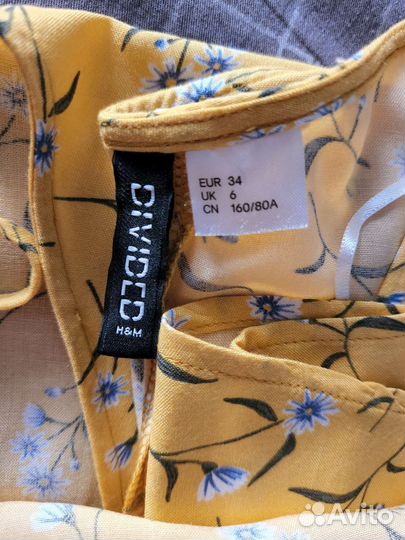 DIVIDED
H&M
EUR 34
UK 6
CN 160/80A
Avito